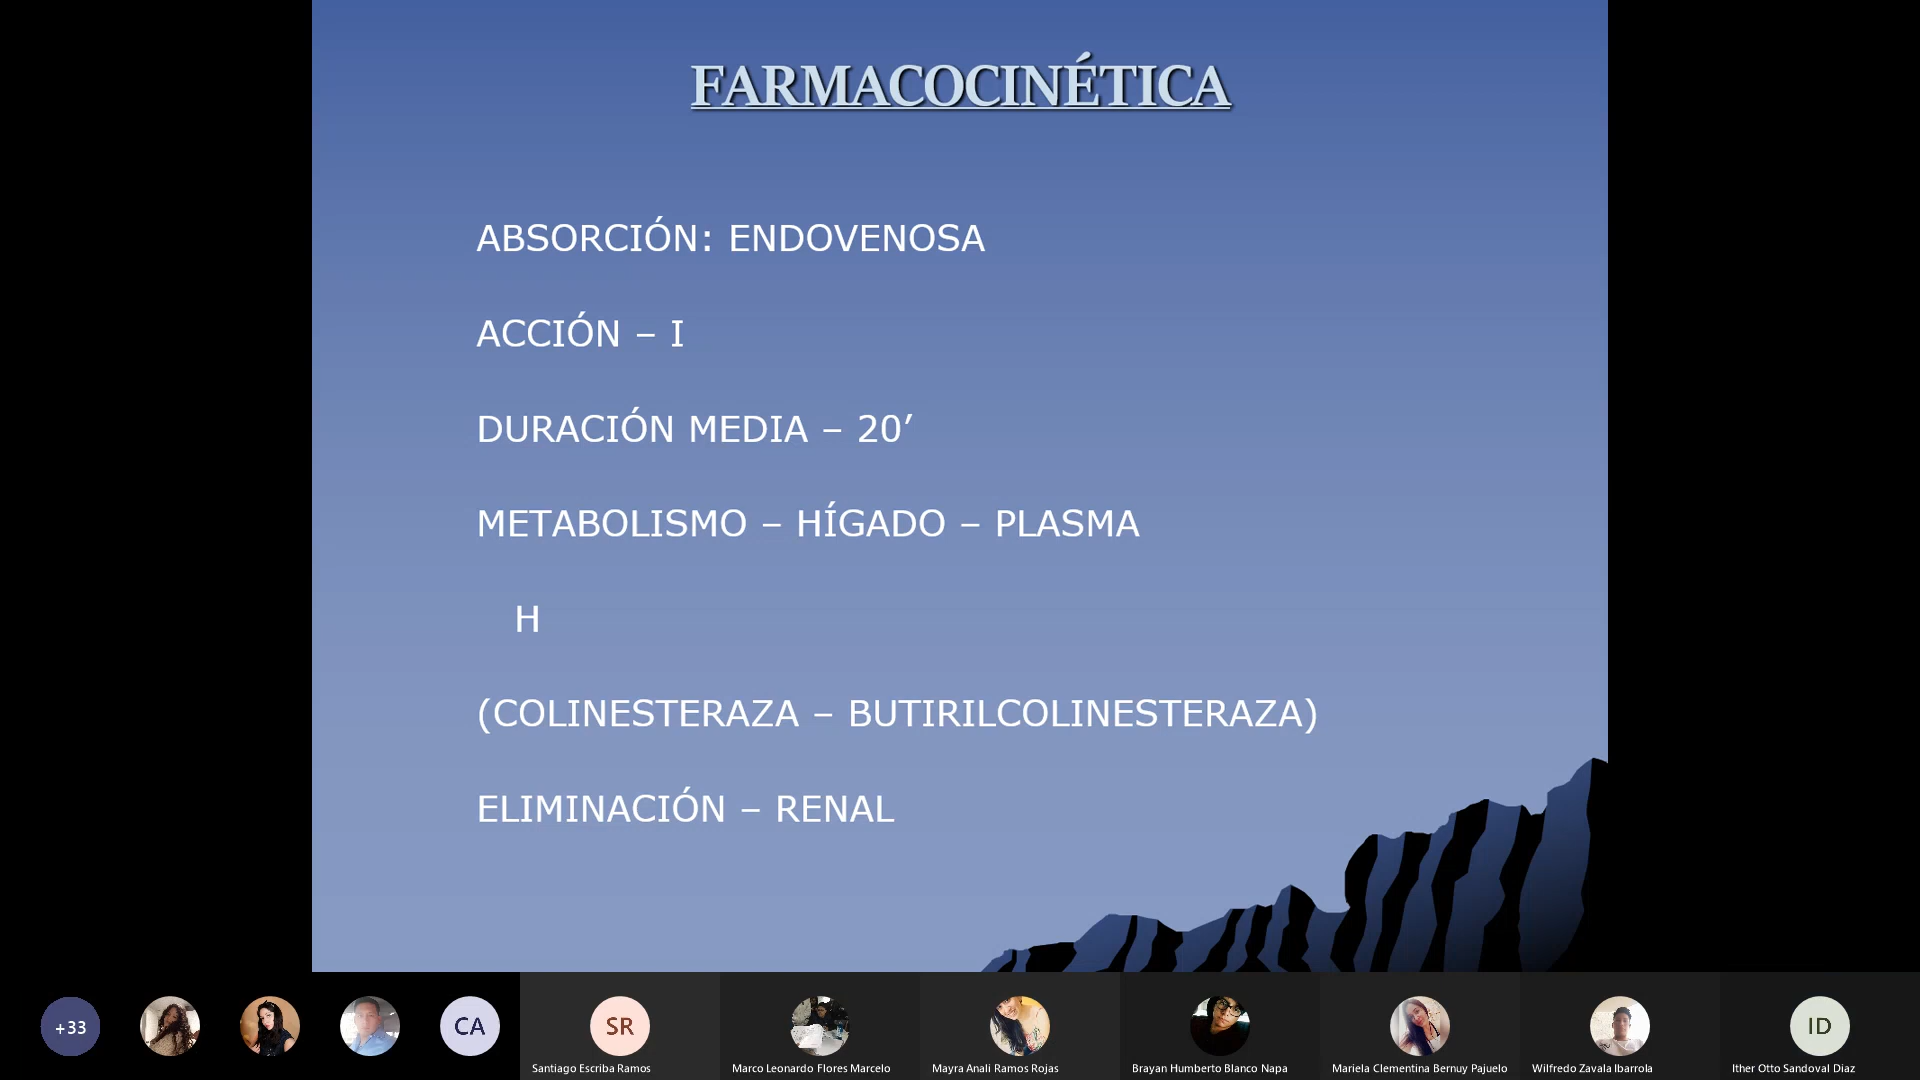 FARMACOCINÉTICA
ABSORCIÓN: ENDOVENOSA
ACCIÓN – I
DURACIÓN MEDIA – 20’
METABOLISMO – HÍGADO – PLASMA
H
(COLINESTERAZA – BUTIRILCOLINESTERAZA)
ELIMINACIÓN – RENAL
+33
CA
SR
ID
Santiago Escriba Ramos
Marco Leonardo Flores Marcelo
Mayra Anali Ramos Rojas
Brayan Humberto Blanco Napa
Mariela Clementina Bernuy Pajuelo
Wilfredo Zavala Ibarrola
Ither Otto Sandoval Diaz